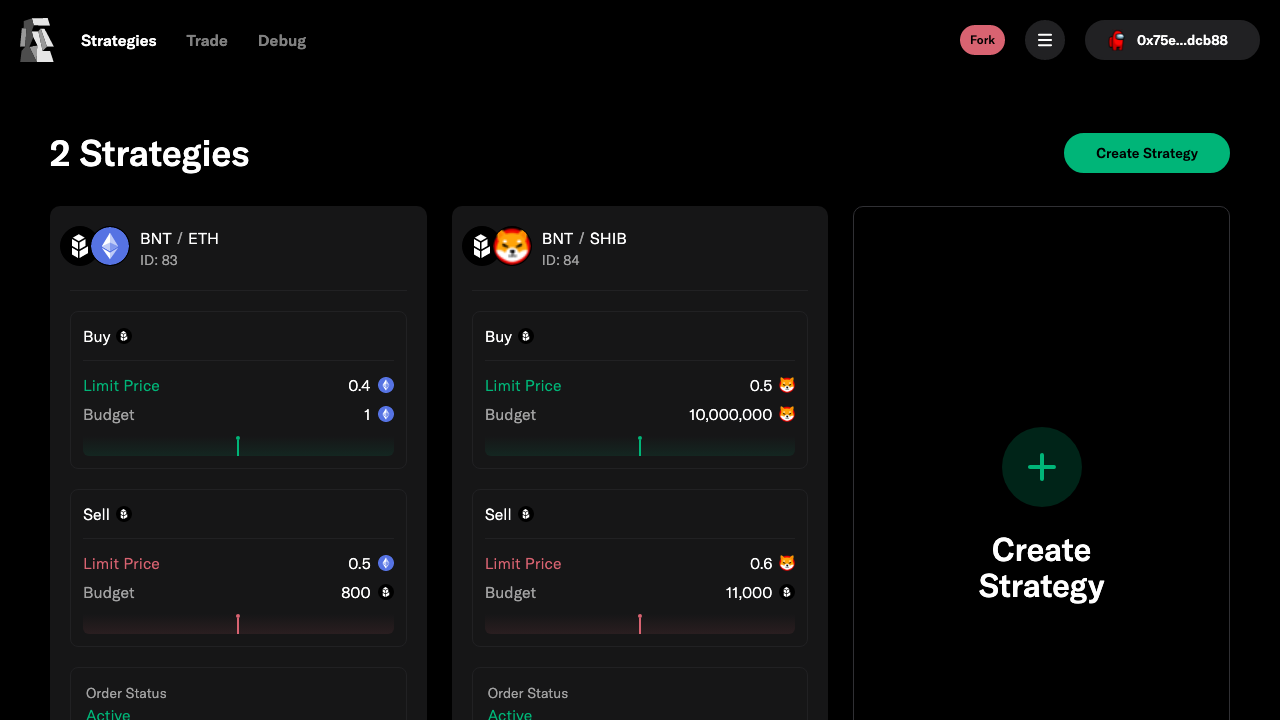 Strategies Trade Debug Fork 0x75e...dcb88
2 Strategies
Create Strategy
BNT / ETH
ID: 83
Buy
Limit Price 0.4
Budget 1
Sell
Limit Price 0.5
Budget 800
Order Status
Active
BNT / $HIB
ID: 84
Buy
Limit Price 0.5
Budget 10,000,000
Sell
Limit Price 0.6
Budget 11,000
Order Status
Active
Create
Strategy